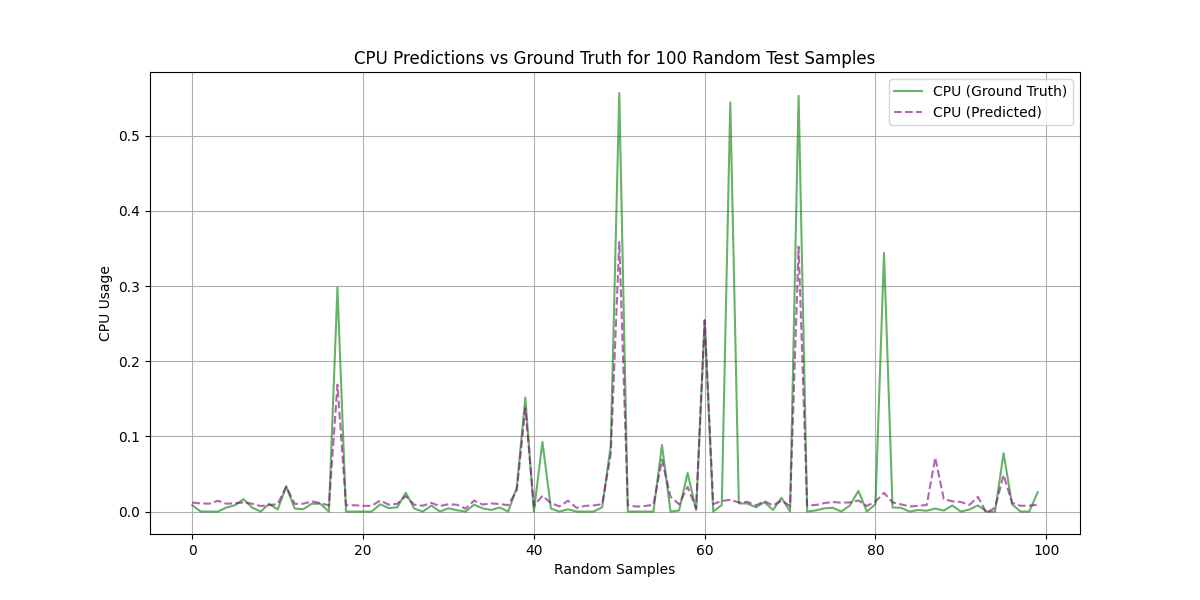 CPU Predictions vs Ground Truth for 100 Random Test Samples
CPU (Ground Truth)
CPU (Predicted)
CPU Usage
0.5
0.4
0.3
0.2
0.1
0.0
0 20 40 60 80 100
Random Samples